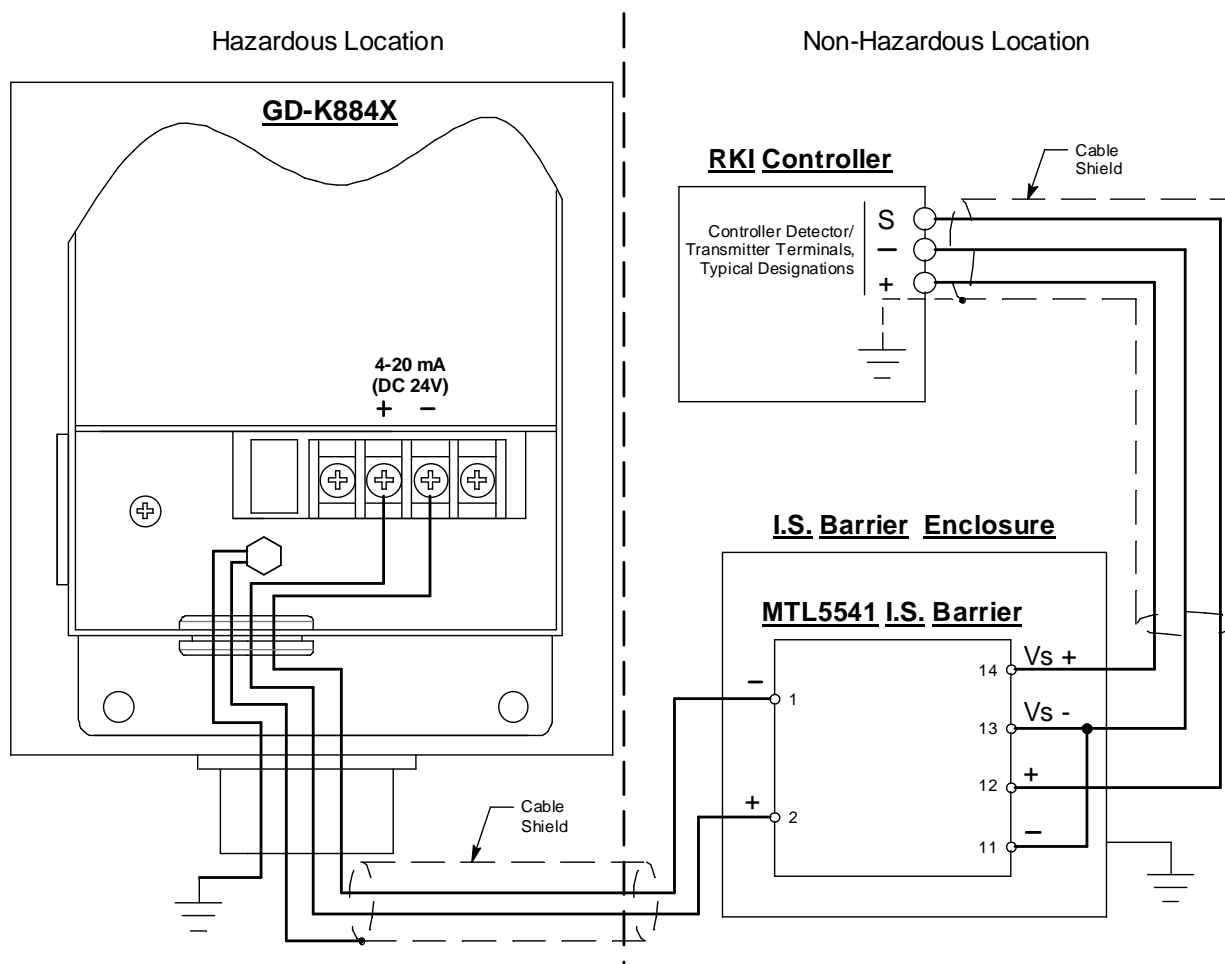 Hazardous Location
Non-Hazardous Location
GD-K884X
4-20 mA
(DC 24V)
+ −
Cable
Shield
RKI Controller
Cable
Shield
Controller Detector/
Transmitter Terminals,
Typical Designations
S
−
+
I.S. Barrier Enclosure
MTL5541 I.S. Barrier
− 1
+ 2
14 Vs +
13 Vs -
12 +
11 −